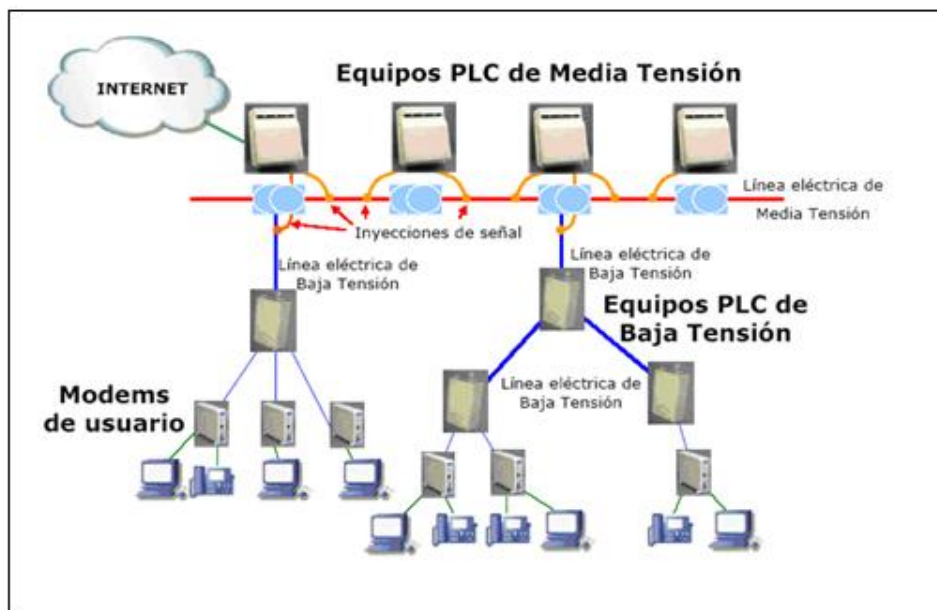 Equipos PLC de Media Tensión
INTERNET
Línea eléctrica de
Media Tensión
Inyecciones de señal
Línea eléctrica de
Baja Tensión
Línea eléctrica de
Baja Tensión
Equipos PLC de
Baja Tensión
Línea eléctrica de
Baja Tensión
Modems
de usuario